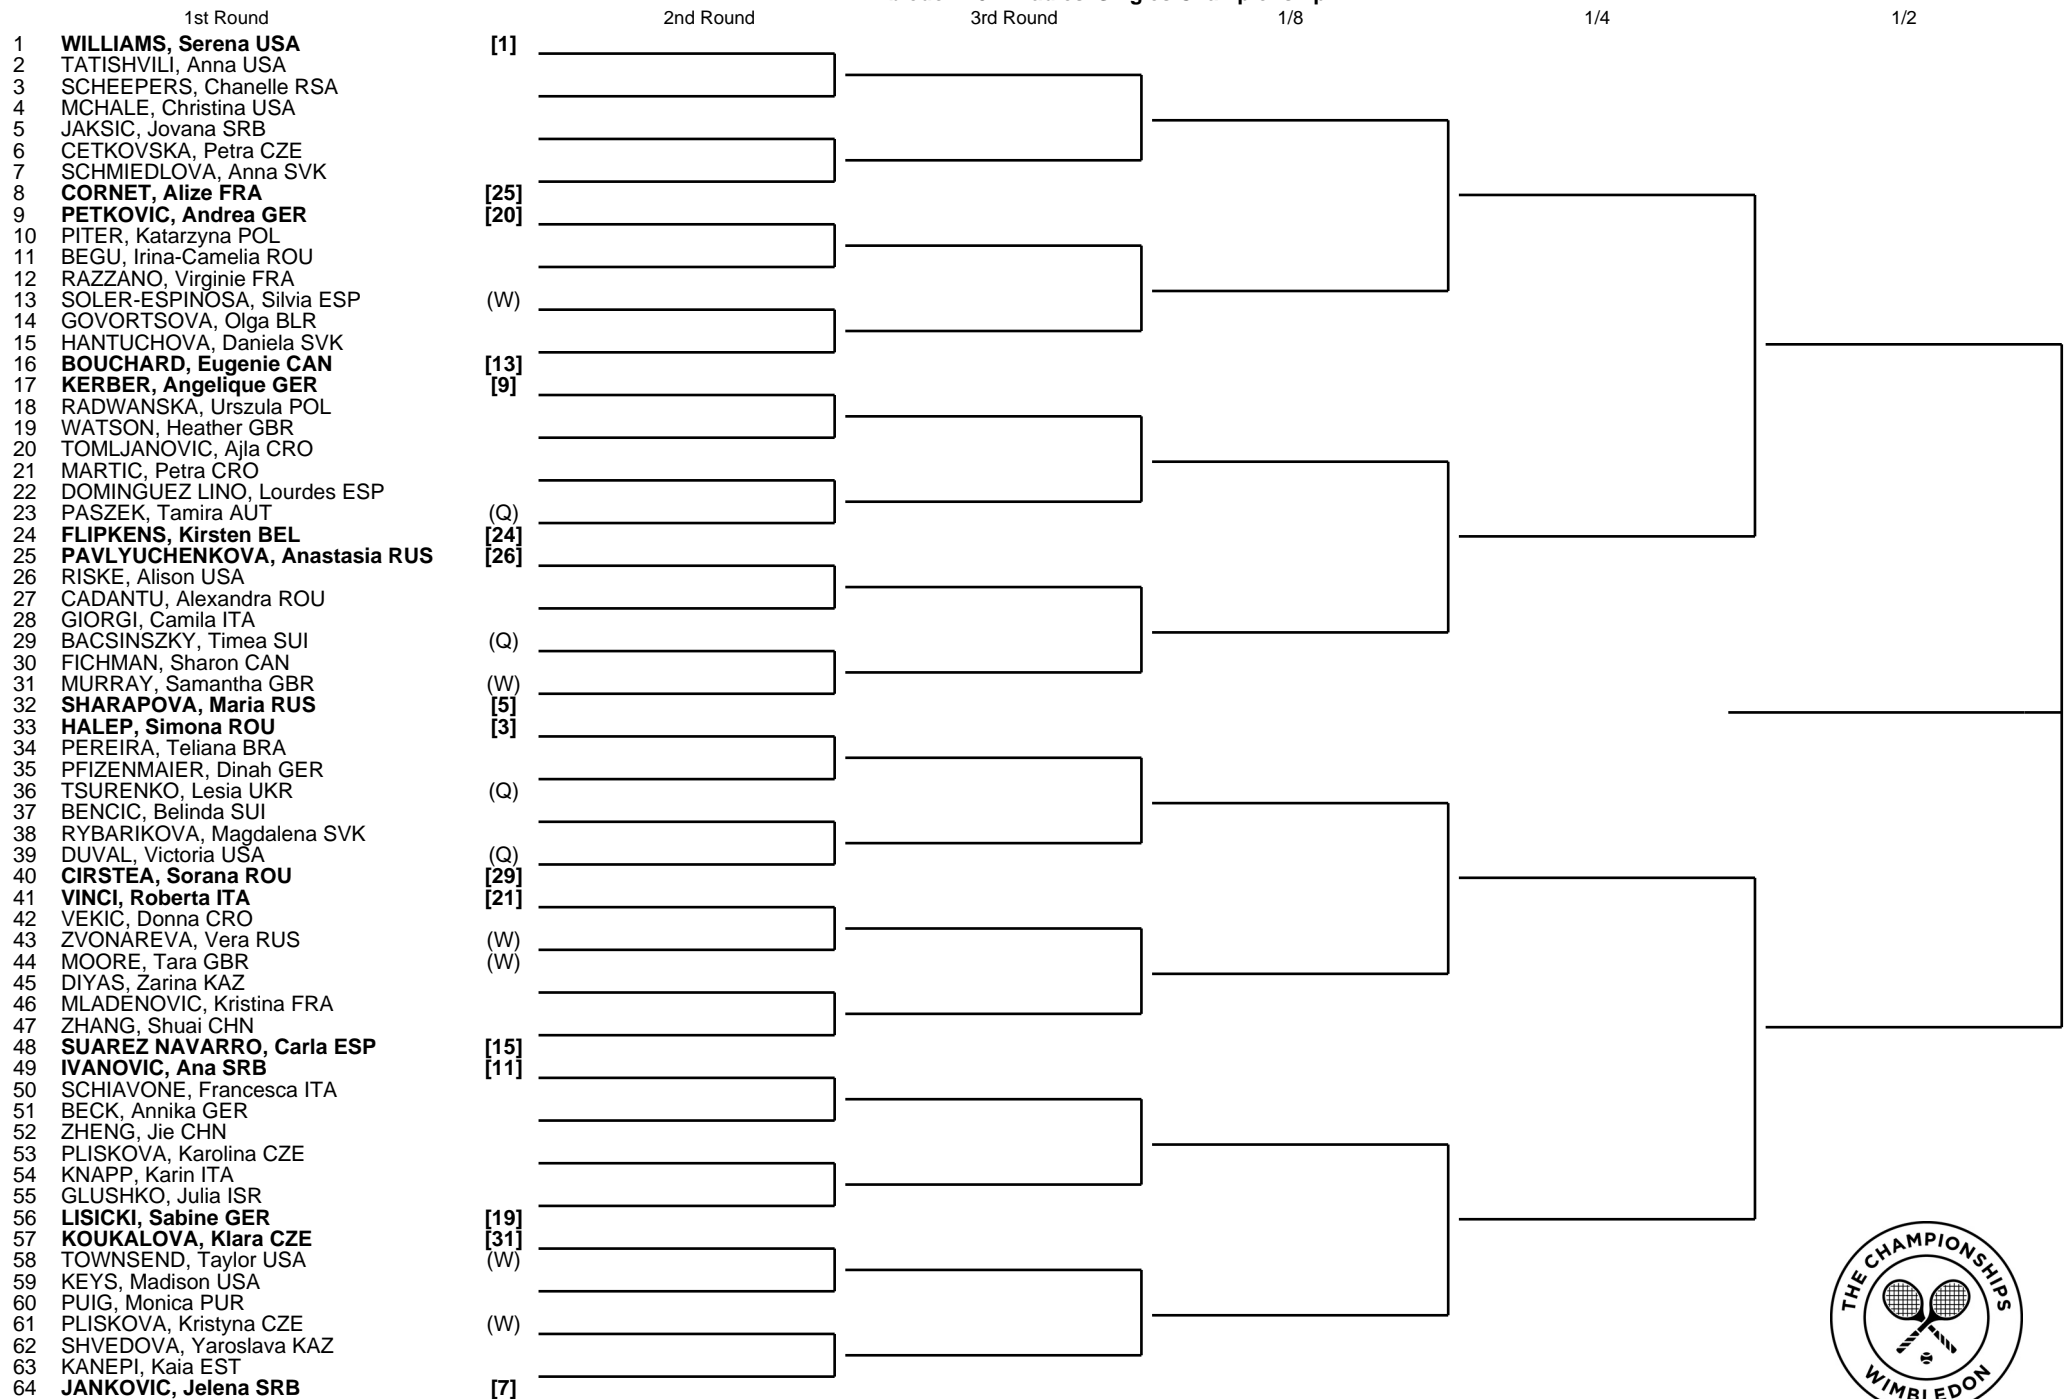 1st Round 2nd Round 3rd Round 1/8 1/4 1/2
1 WILLIAMS, Serena USA [1]
2 TATISHVILI, Anna USA
3 SCHEEPERS, Chanelle RSA
4 MCHALE, Christina USA
5 JAKSIC, Jovana SRB
6 CETKOVSKA, Petra CZE
7 SCHMIEDLOVA, Anna SVK
8 CORNET, Alize FRA [25]
9 PETKOVIC, Andrea GER [20]
10 PITER, Katarzyna POL
11 BEGU, Irina-Camelia ROU
12 RAZZANO, Virginie FRA
13 SOLER-ESPINOSA, Silvia ESP (W)
14 GOVORTSOVA, Olga BLR
15 HANTUCHOVA, Daniela SVK
16 BOUCHARD, Eugenie CAN [13]
17 KERBER, Angelique GER [9]
18 RADWANSKA, Urszula POL
19 WATSON, Heather GBR
20 TOMLJANOVIC, Ajla CRO
21 MARTIC, Petra CRO
22 DOMINGUEZ LINO, Lourdes ESP
23 PASZEK, Tamira AUT (Q)
24 FLIPKENS, Kirsten BEL [24]
25 PAVLYUCHENKOVA, Anastasia RUS [26]
26 RISKE, Alison USA
27 CADANTU, Alexandra ROU
28 GIORGI, Camila ITA
29 BACSINSZKY, Timea SUI (Q)
30 FICHMAN, Sharon CAN
31 MURRAY, Samantha GBR (W)
32 SHARAPOVA, Maria RUS [5]
33 HALEP, Simona ROU [3]
34 PEREIRA, Teliana BRA
35 PFIZENMAIER, Dinah GER
36 TSURENKO, Lesia UKR (Q)
37 BENCIC, Belinda SUI
38 RYBARIKOVA, Magdalena SVK
39 DUVAL, Victoria USA (Q)
40 CIRSTEA, Sorana ROU [29]
41 VINCI, Roberta ITA [21]
42 VEKIC, Donna CRO
43 ZVONAREVA, Vera RUS (W)
44 MOORE, Tara GBR (W)
45 DIYAS, Zarina KAZ
46 MLADENOVIC, Kristina FRA
47 ZHANG, Shuai CHN
48 SUAREZ NAVARRO, Carla ESP [15]
49 IVANOVIC, Ana SRB [11]
50 SCHIAVONE, Francesca ITA
51 BECK, Annika GER
52 ZHENG, Jie CHN
53 PLISKOVA, Karolina CZE
54 KNAPP, Karin ITA
55 GLUSHKO, Julia ISR
56 LISICKI, Sabine GER [19]
57 KOUKALOVA, Klara CZE [31]
58 TOWNSEND, Taylor USA (W)
59 KEYS, Madison USA
60 PUIG, Monica PUR
61 PLISKOVA, Kristyna CZE (W)
62 SHVEDOVA, Yaroslava KAZ
63 KANEPI, Kaia EST
64 JANKOVIC, Jelena SRB [7]
THE CHAMPIONSHIPS
WIMBLEDON